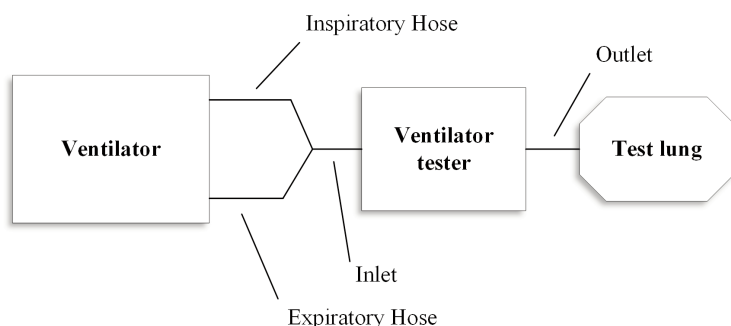 Inspiratory Hose
Outlet
Ventilator
Ventilator
tester
Test lung
Inlet
Expiratory Hose